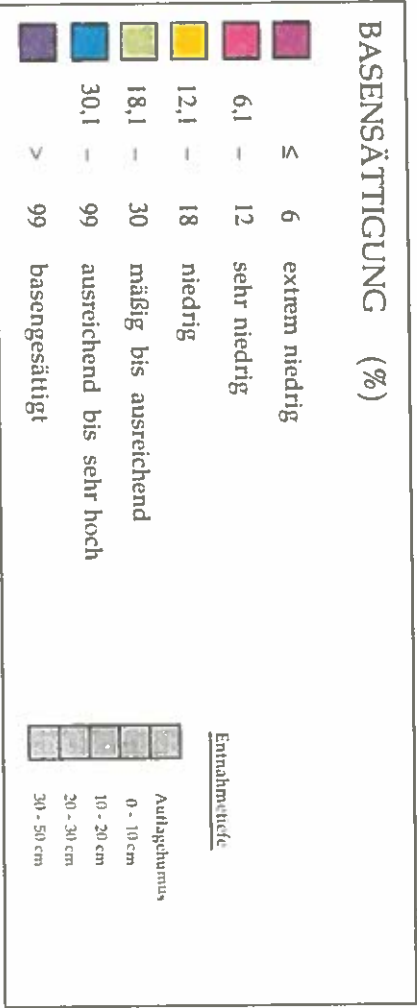 BASENSÄTTIGUNG (%)
≤ 6 extrem niedrig
6,1 - 12 sehr niedrig
12,1 - 18 niedrig
18,1 - 30 mäßig bis ausreichend
30,1 - 99 ausreichend bis sehr hoch
> 99 basengesättigt
Entnahmetiefe
Auflagehumus
0 - 10 cm
10 - 20 cm
20 - 30 cm
30 - 50 cm